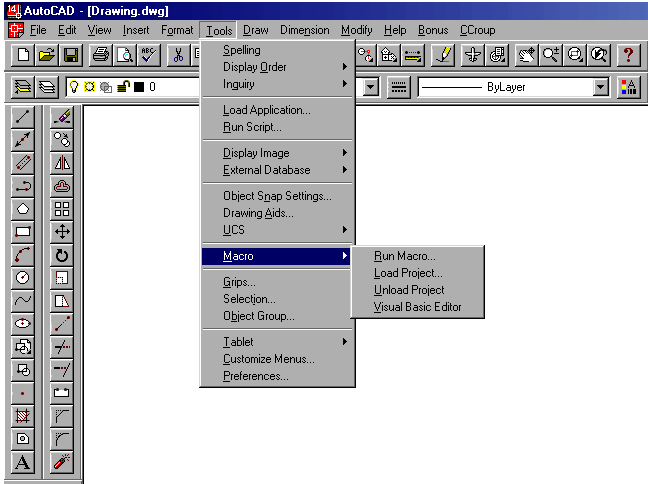 AutoCAD - [Drawing.dwg]
File Edit View Insert Format Tools Draw Dimension Modify Help Bonus CCroup
ABC
?
0
ByLayer
Spelling
Display Order
Inguiry
Load Application...
Run Script...
Display Image
External Database
Object Snap Settings...
Drawing Aids...
UCS
Macro
Grips...
Selection...
Object Group...
Tablet
Customize Menus...
Preferences...
Run Macro...
Load Project...
Unload Project
Visual Basic Editor
A